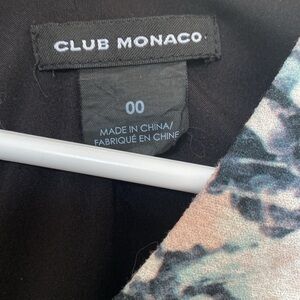 CLUB MONACO
00
MADE IN CHINA/
FABRIQUÉ EN CHINE